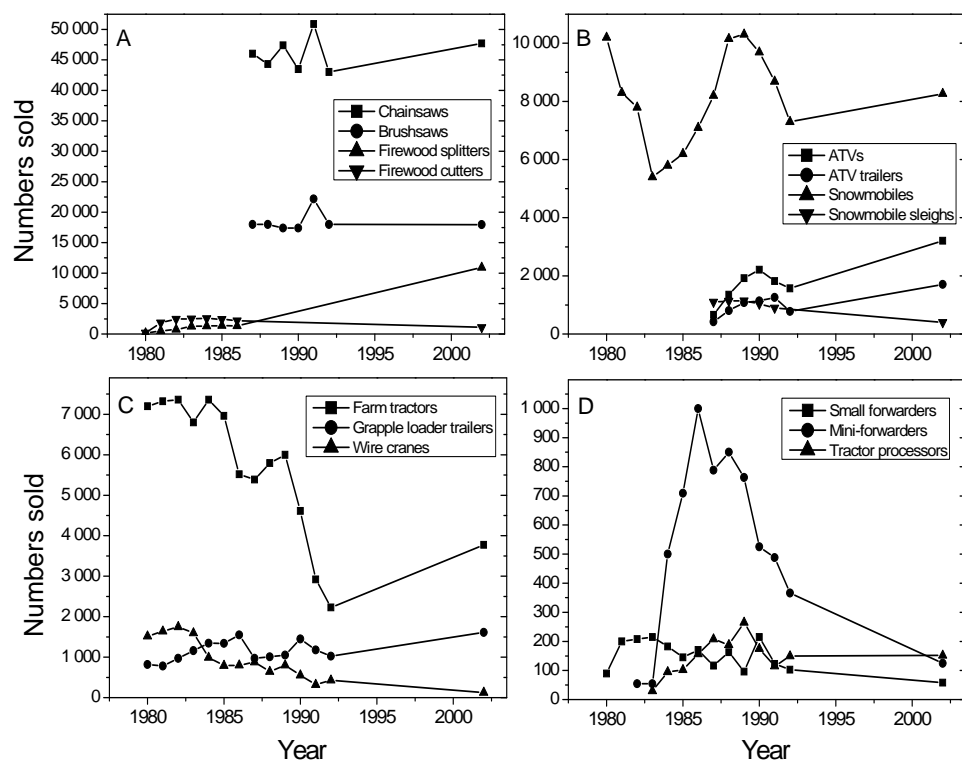 A
Numbers sold
50 000
45 000
40 000
35 000
30 000
25 000
20 000
15 000
10 000
5 000
0
Chainsaws
Brushsaws
Firewood splitters
Firewood cutters
1980 1985 1990 1995 2000
B
10 000
8 000
6 000
4 000
2 000
0
ATVs
ATV trailers
Snowmobiles
Snowmobile sleighs
1980 1985 1990 1995 2000
C
Numbers sold
7 000
6 000
5 000
4 000
3 000
2 000
1 000
0
Farm tractors
Grapple loader trailers
Wire cranes
1980 1985 1990 1995 2000
Year
D
1 000
900
800
700
600
500
400
300
200
100
0
Small forwarders
Mini-forwarders
Tractor processors
1980 1985 1990 1995 2000
Year